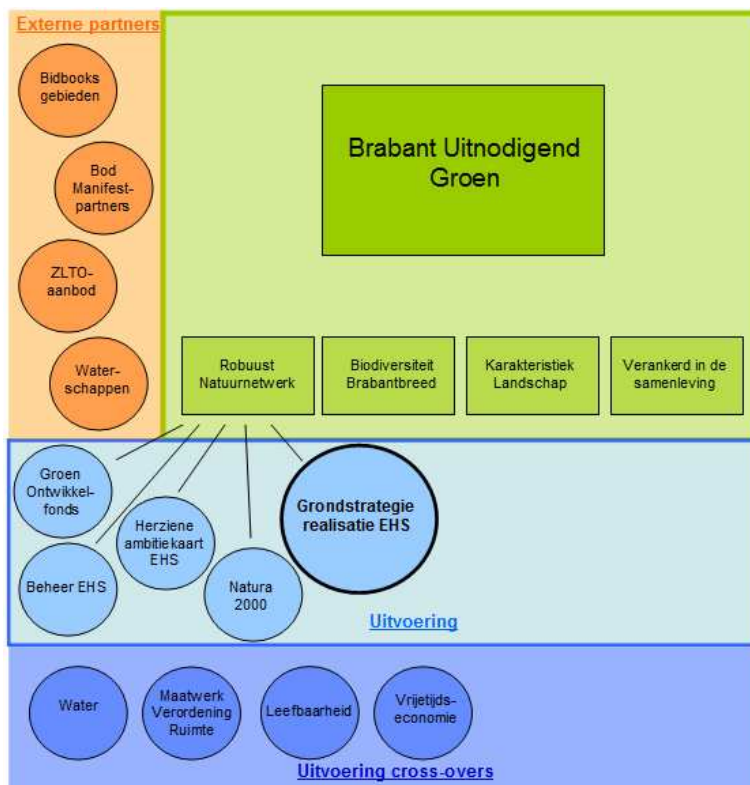 Externe partners
Bidbooks
gebieden
Bod
Manifest-
partners
ZLTO-
aanbod
Water-
schappen
Brabant Uitnodigend
Groen
Robuust
Natuurnetwerk
Biodiversiteit
Brabantbreed
Karakteristiek
Landschap
Verankerd in de
samenleving
Groen
Ontwikkel-
fonds
Beheer EHS
Herziene
ambitiekaart
EHS
Natura
2000
Grondstrategie
realisatie EHS
Uitvoering
Water
Maatwerk
Verordening
Ruimte
Leefbaarheid
Vrijetijds-
economie
Uitvoering cross-overs